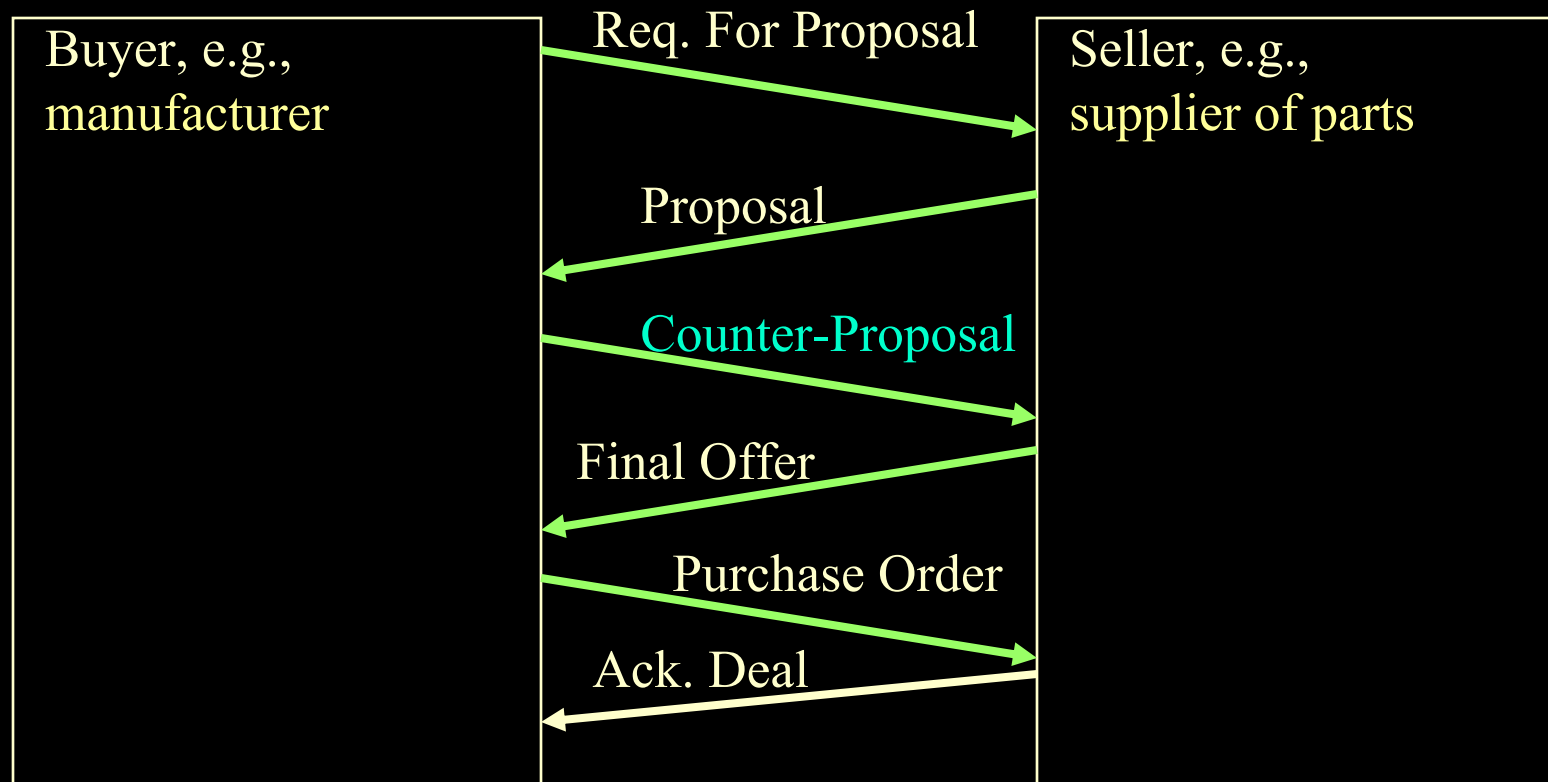 Buyer, e.g.,
manufacturer
Req. For Proposal
Seller, e.g.,
supplier of parts
Proposal
Counter-Proposal
Final Offer
Purchase Order
Ack. Deal